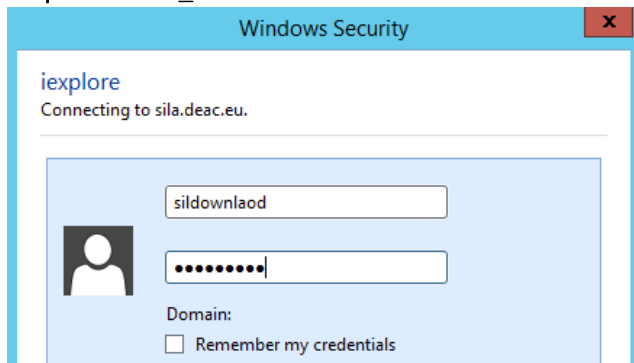 Windows Security
x
iexplore
Connecting to sila.deac.eu.
sildownlaod
●●●●●●●●●
Domain:
Remember my credentials